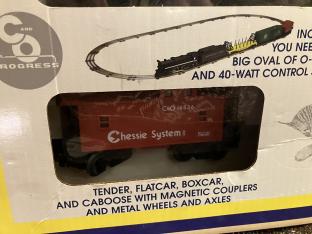 C AND O
PROGRESS
INC
YOU NEE
BIG OVAL OF O-
AND 40-WATT CONTROL S
C&O
Chessie System
TENDER, FLATCAR, BOXCAR,
AND CABOOSE WITH MAGNETIC COUPLERS
AND METAL WHEELS AND AXLES